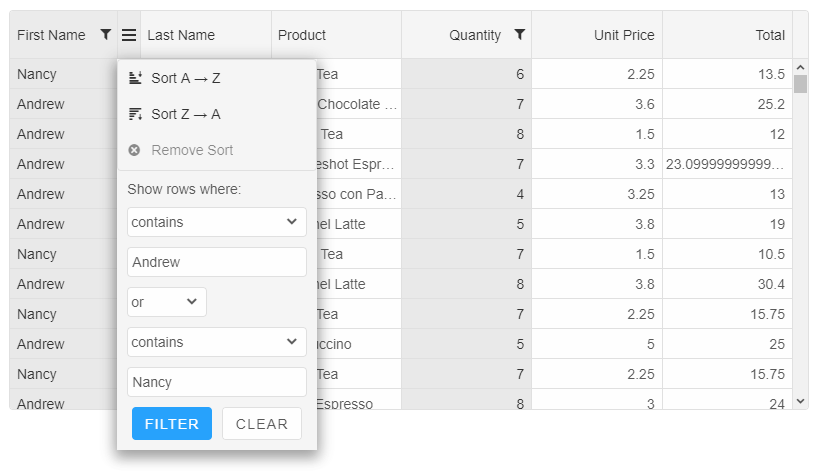 First Name Last Name Product Quantity Unit Price Total
Nancy Tea 6 2.25 13.5
Sort A → Z
Andrew Chocolate ... 7 3.6 25.2
Sort Z → A
Andrew Tea 8 1.5 12
Remove Sort
Andrew eshot Espr... 7 3.3 23.09999999999...
Show rows where:
Andrew sso con Pa... 4 3.25 13
contains
Andrew nel Latte 5 3.8 19
Nancy Tea 7 1.5 10.5
Andrew
Andrew nel Latte 8 3.8 30.4
or
Nancy Tea 7 2.25 15.75
Andrew uccino 5 5 25
contains
Nancy Tea 7 2.25 15.75
Nancy
Andrew Espresso 8 3 24
FILTER CLEAR